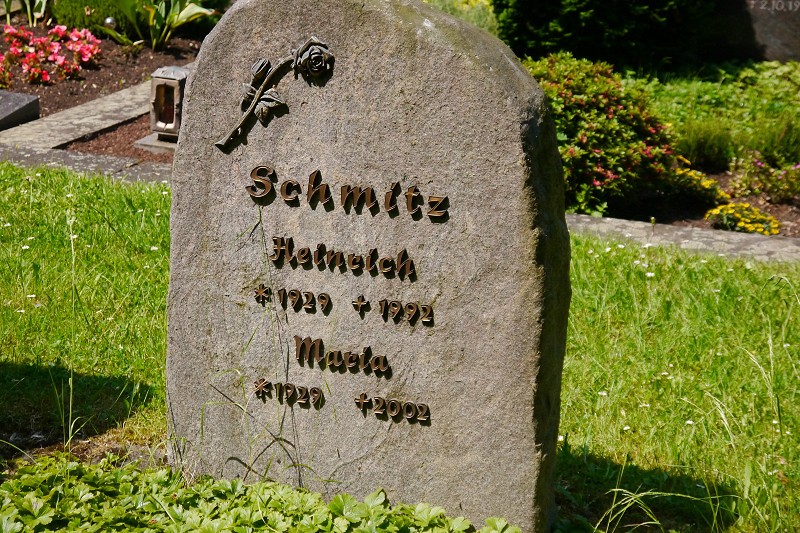 Schmitz
Heinrich
* 1929 + 1992
Maria
* 1929 + 2002